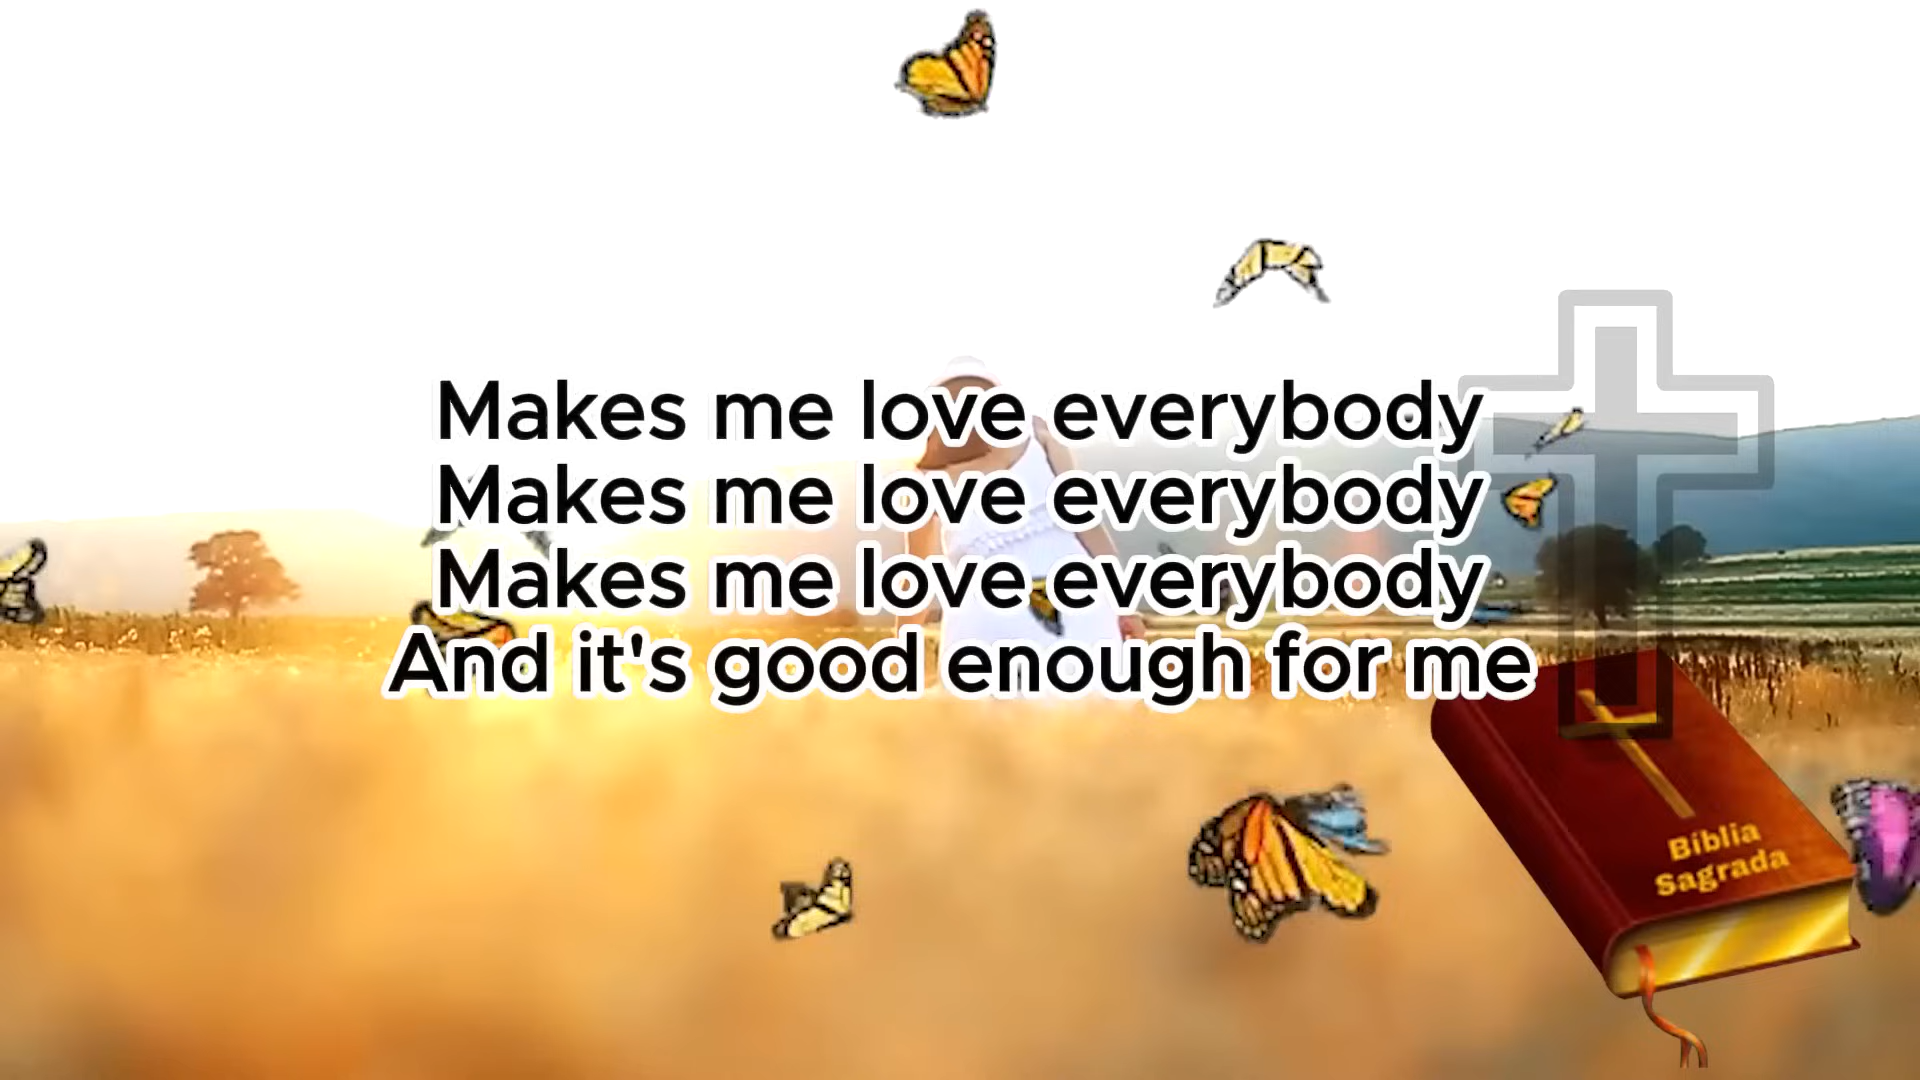 Makes me love everybody
Makes me love everybody
Makes me love everybody
And it's good enough for me
Bíblia
Sagrada